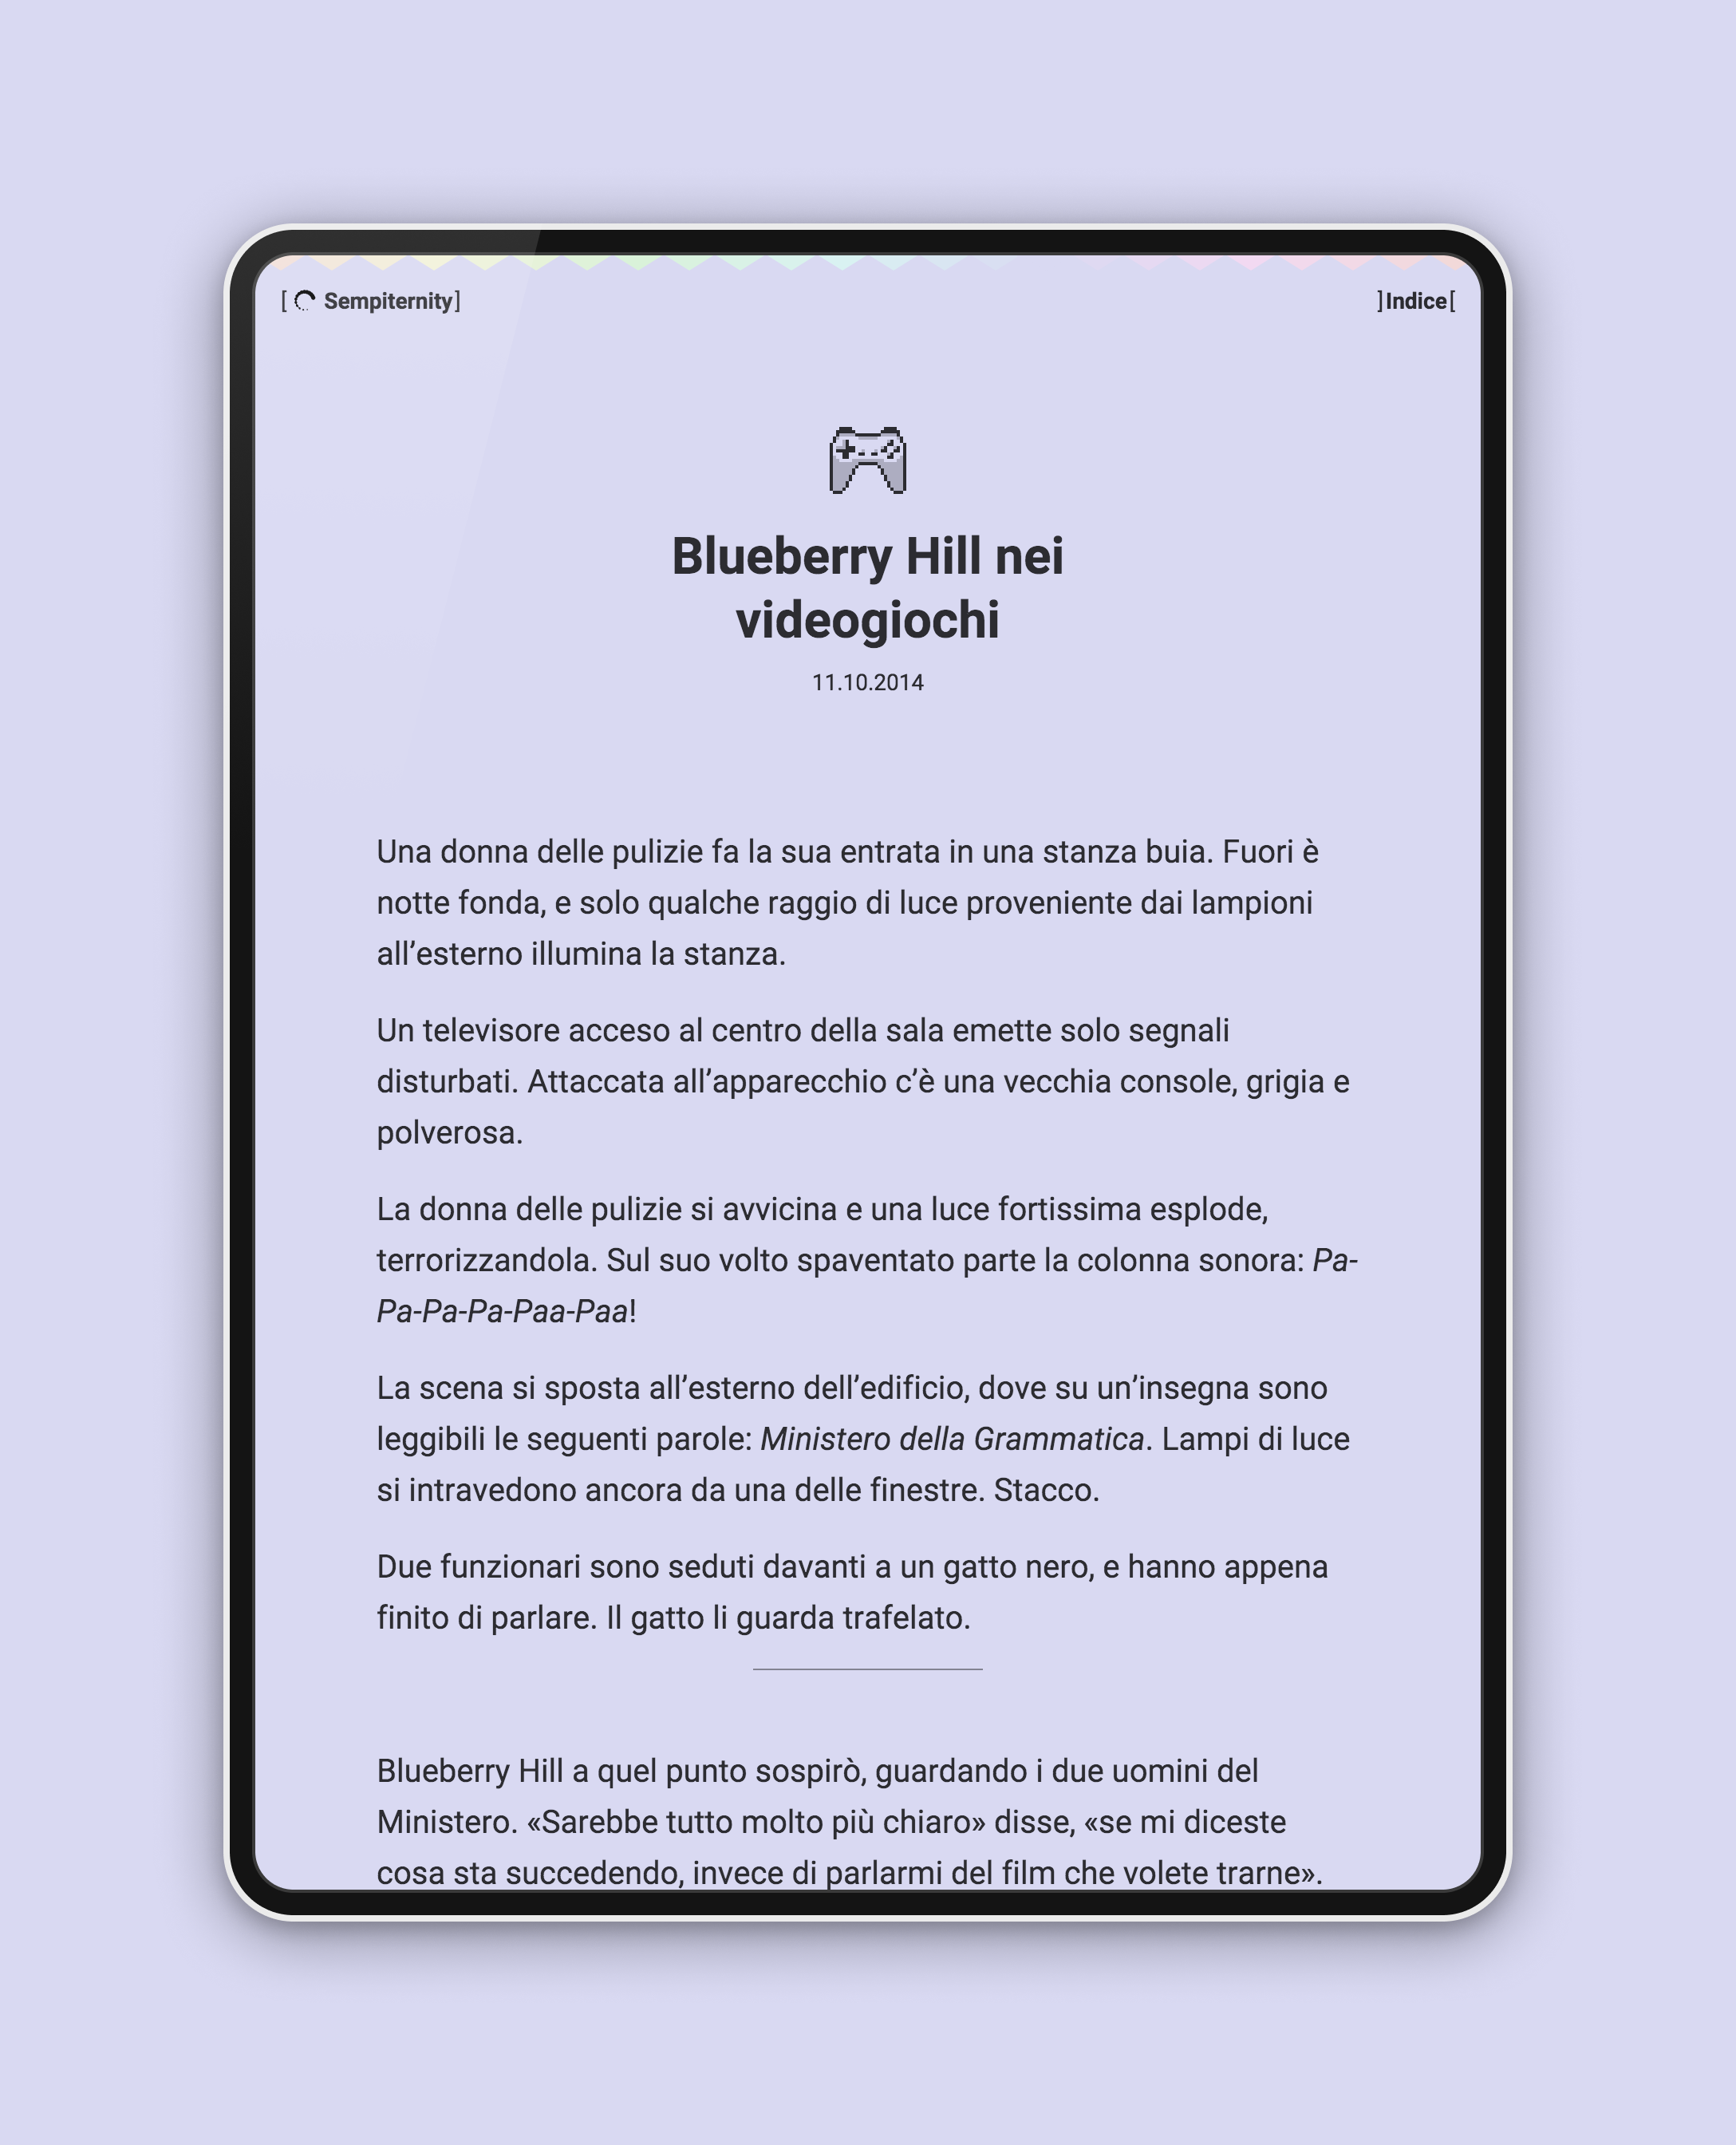 [ Sempiternity]
]Indice[
Blueberry Hill nei
videogiochi
11.10.2014
Una donna delle pulizie fa la sua entrata in una stanza buia. Fuori è
notte fonda, e solo qualche raggio di luce proveniente dai lampioni
all’esterno illumina la stanza.
Un televisore acceso al centro della sala emette solo segnali
disturbati. Attaccata all’apparecchio c’è una vecchia console, grigia e
polverosa.
La donna delle pulizie si avvicina e una luce fortissima esplode,
terrorizzandola. Sul suo volto spaventato parte la colonna sonora: Pa-
Pa-Pa-Pa-Paa-Paa!
La scena si sposta all’esterno dell’edificio, dove su un’insegna sono
leggibili le seguenti parole: Ministero della Grammatica. Lampi di luce
si intravedono ancora da una delle finestre. Stacco.
Due funzionari sono seduti davanti a un gatto nero, e hanno appena
finito di parlare. Il gatto li guarda trafelato.
Blueberry Hill a quel punto sospirò, guardando i due uomini del
Ministero. «Sarebbe tutto molto più chiaro» disse, «se mi diceste
cosa sta succedendo, invece di parlarmi del film che volete trarne».